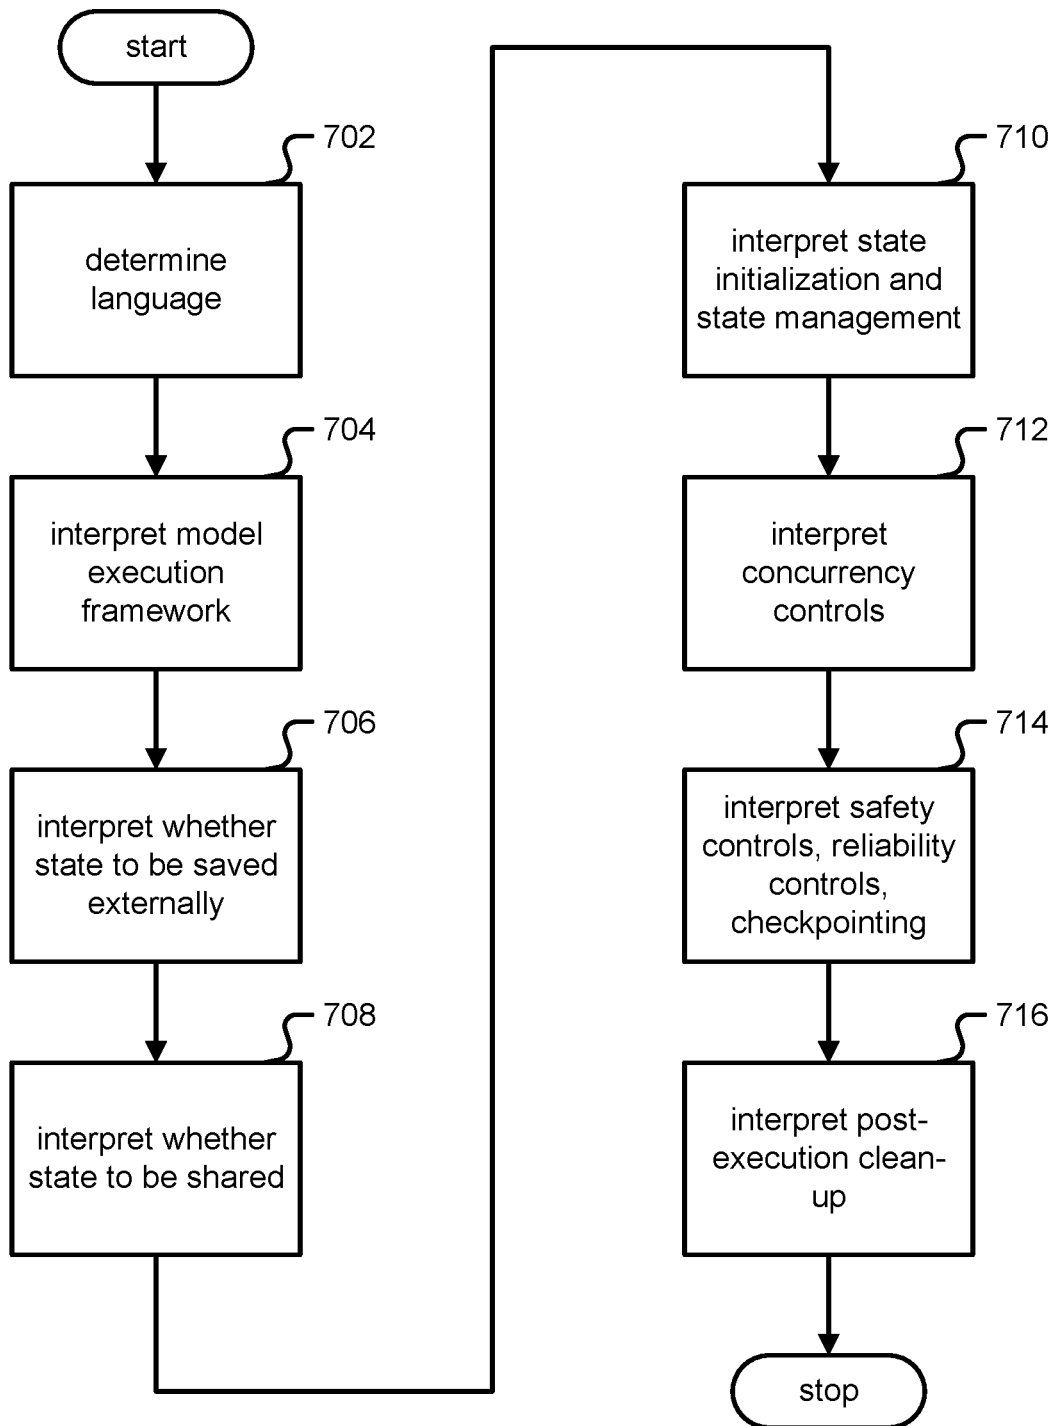 start
702
determine
language
704
interpret model
execution
framework
706
interpret whether
state to be saved
externally
708
interpret whether
state to be shared
710
interpret state
initialization and
state management
712
interpret
concurrency
controls
714
interpret safety
controls, reliability
controls,
checkpointing
716
interpret post-
execution clean-
up
stop